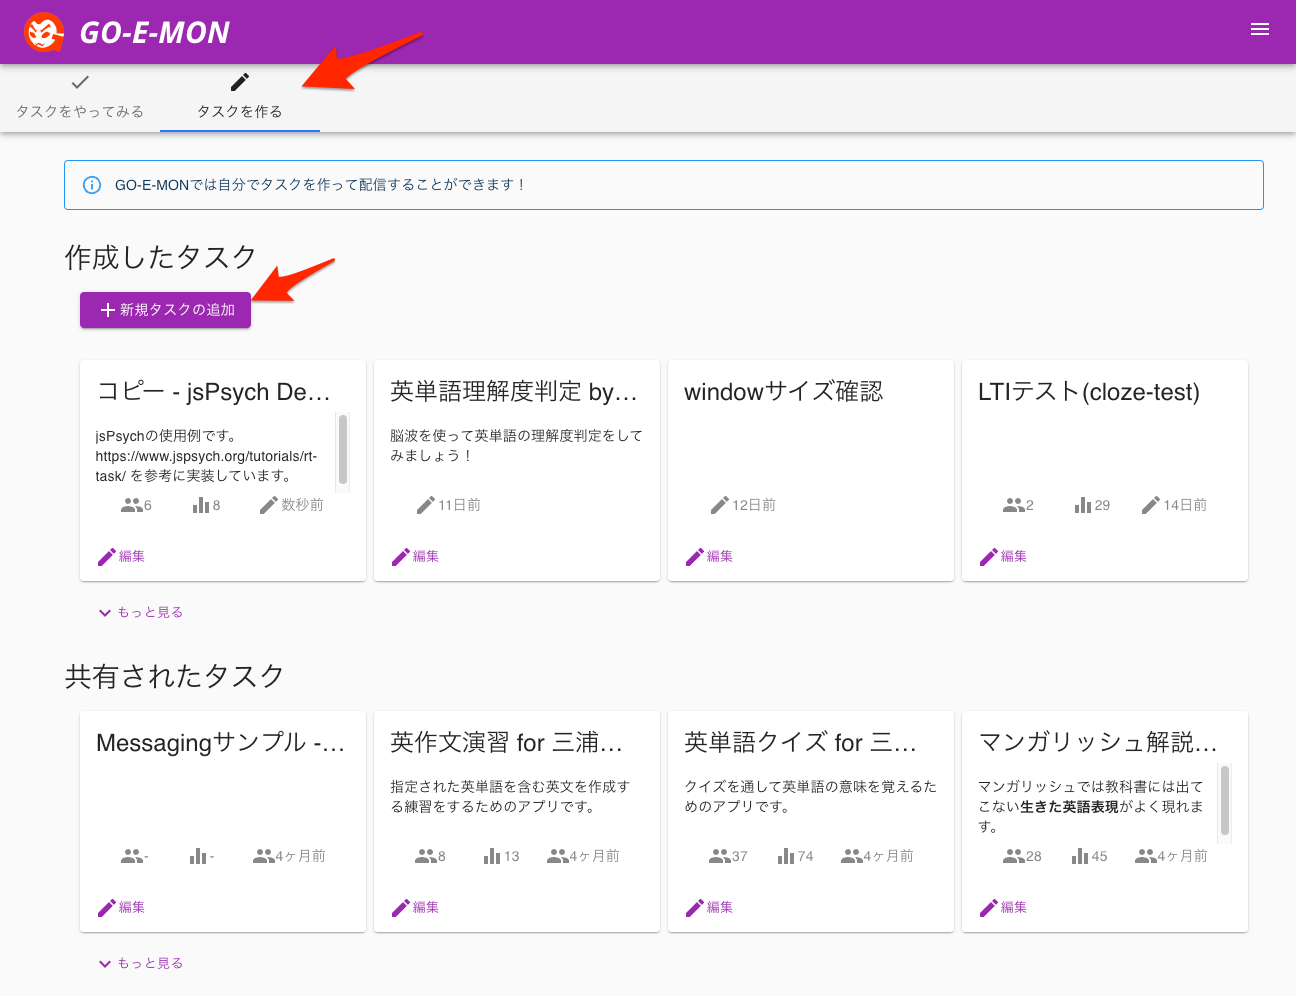 GO-E-MON
タスクをやってみる
タスクを作る
GO-E-MONでは自分でタスクを作って配信することができます！
作成したタスク
新規タスクの追加
コピー - jsPsych De...
jsPsychの使用例です。
https://www.jspsych.org/tutorials/rt-
task/ を参考に実装しています。
6
8
数秒前
編集
英単語理解度判定 by...
脳波を使って英単語の理解度判定をして
みましょう！
11日前
編集
windowサイズ確認
12日前
編集
LTIテスト(cloze-test)
2
29
14日前
編集
もっと見る
共有されたタスク
Messagingサンプル -...
-
-
4ヶ月前
編集
英作文演習 for 三浦...
指定された英単語を含む英文を作成す
る練習をするためのアプリです。
8
13
4ヶ月前
編集
英単語クイズ for 三...
クイズを通して英単語の意味を覚えるた
めのアプリです。
37
74
4ヶ月前
編集
マンガリッシュ解説...
マンガリッシュでは教科書には出て
こない生きた英語表現がよく現れま
す。
28
45
4ヶ月前
編集
もっと見る